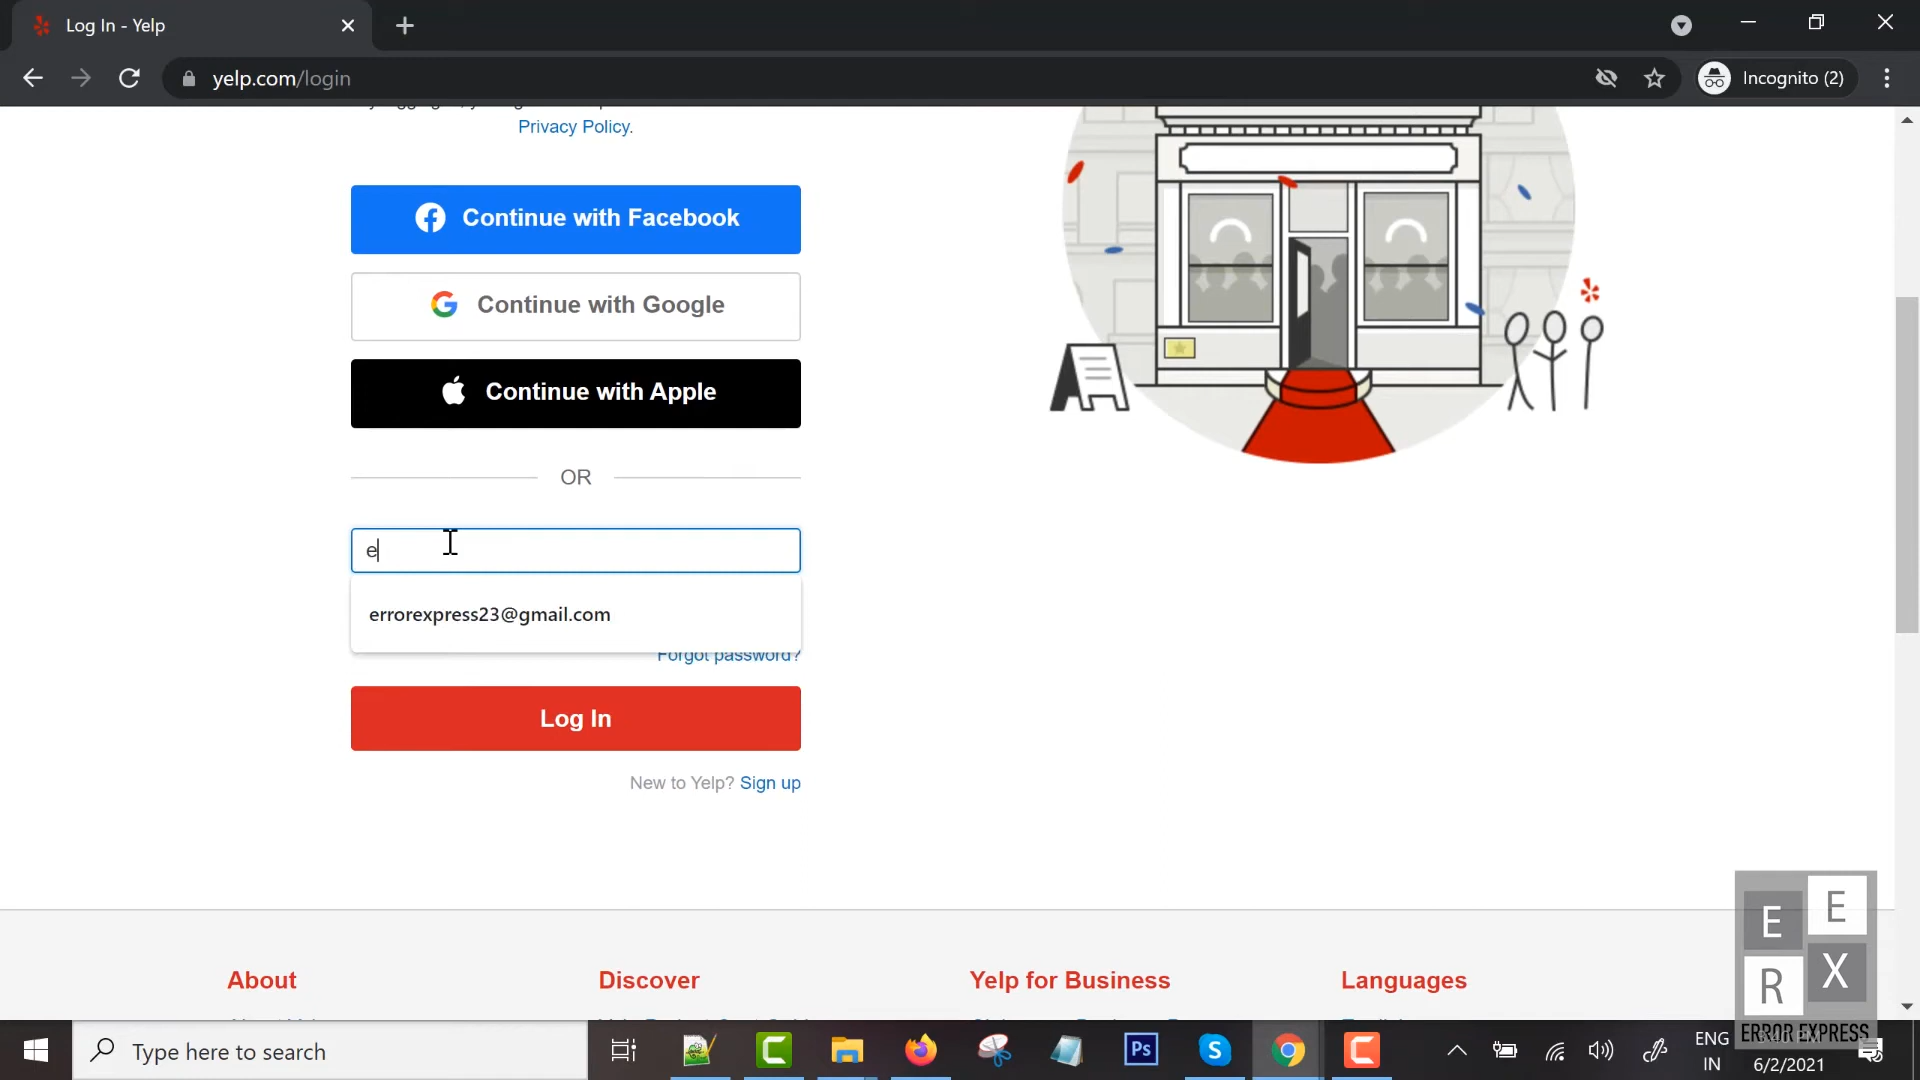 Log In - Yelp
yelp.com/login
Incognito (2)
Privacy Policy.
Continue with Facebook
Continue with Google
Continue with Apple
OR
e
errorexpress23@gmail.com
Forgot password?
Log In
New to Yelp? Sign up
About
Discover
Yelp for Business
Languages
E
E
R
X
ERROR EXPRESS
Type here to search
Ps
ENG
IN
6/2/2021